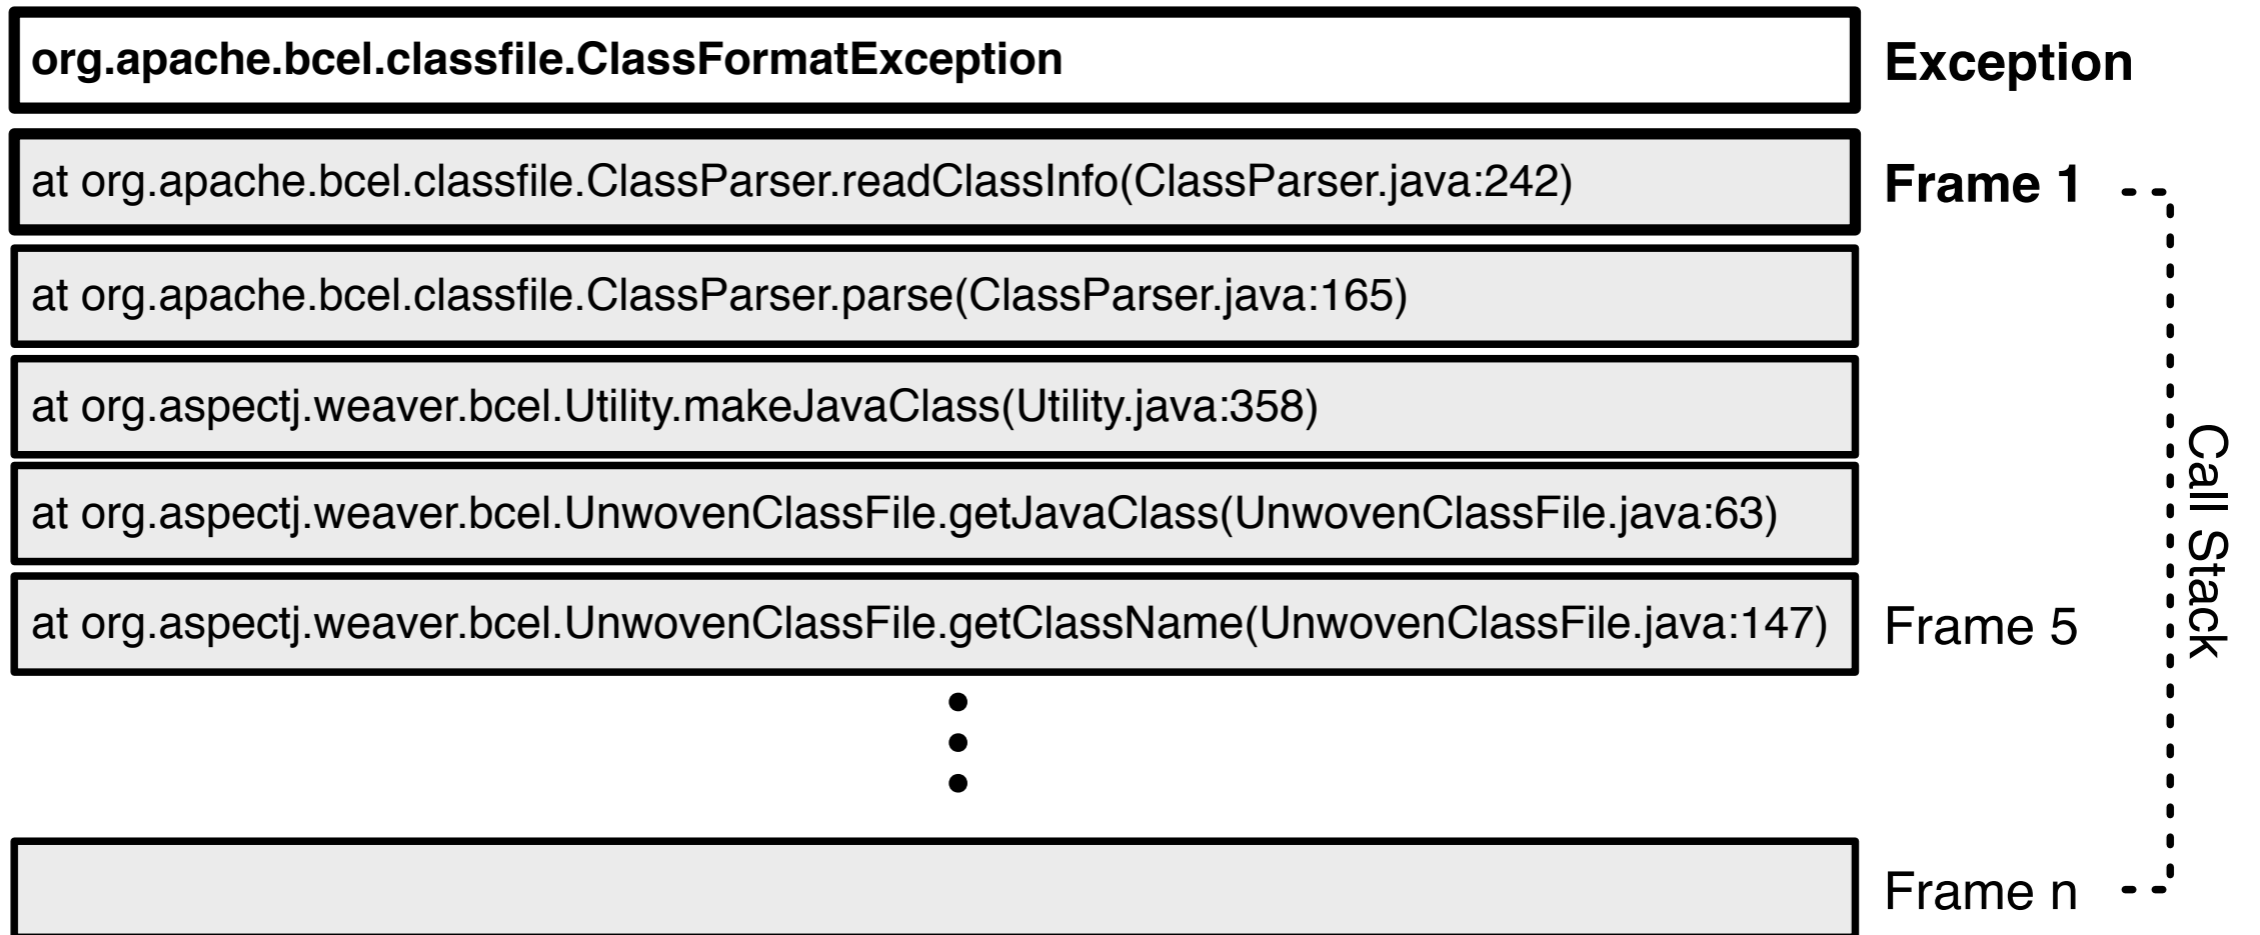 org.apache.bcel.classfile.ClassFormatException
Exception
at org.apache.bcel.classfile.ClassParser.readClassInfo(ClassParser.java:242)
Frame 1
at org.apache.bcel.classfile.ClassParser.parse(ClassParser.java:165)
at org.aspectj.weaver.bcel.Utility.makeJavaClass(Utility.java:358)
at org.aspectj.weaver.bcel.UnwovenClassFile.getJavaClass(UnwovenClassFile.java:63)
at org.aspectj.weaver.bcel.UnwovenClassFile.getClassName(UnwovenClassFile.java:147)
Frame 5
Frame n
Call Stack